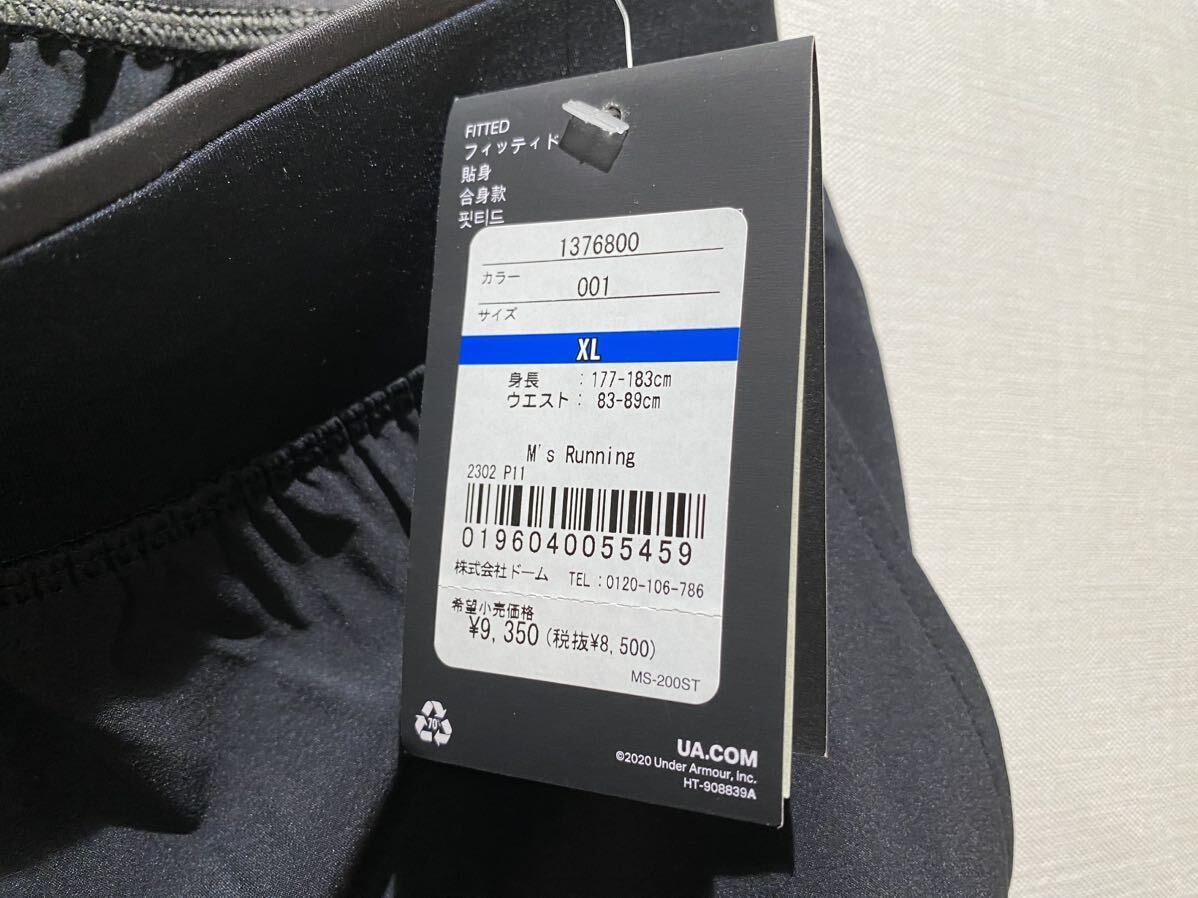 FITTED
フィッティド
貼身
合身款
핏티드
1376800
カラー
001
サイズ
XL
身長 : 177-183cm
ウエスト : 83-89cm
M's Running
2302 P11
0196040055459
株式会社ドーム TEL : 0120-106-786
希望小売価格
¥9,350 (税抜¥8,500)
MS-200ST
70%
UA.COM
©2020 Under Armour, Inc.
HT-908839A